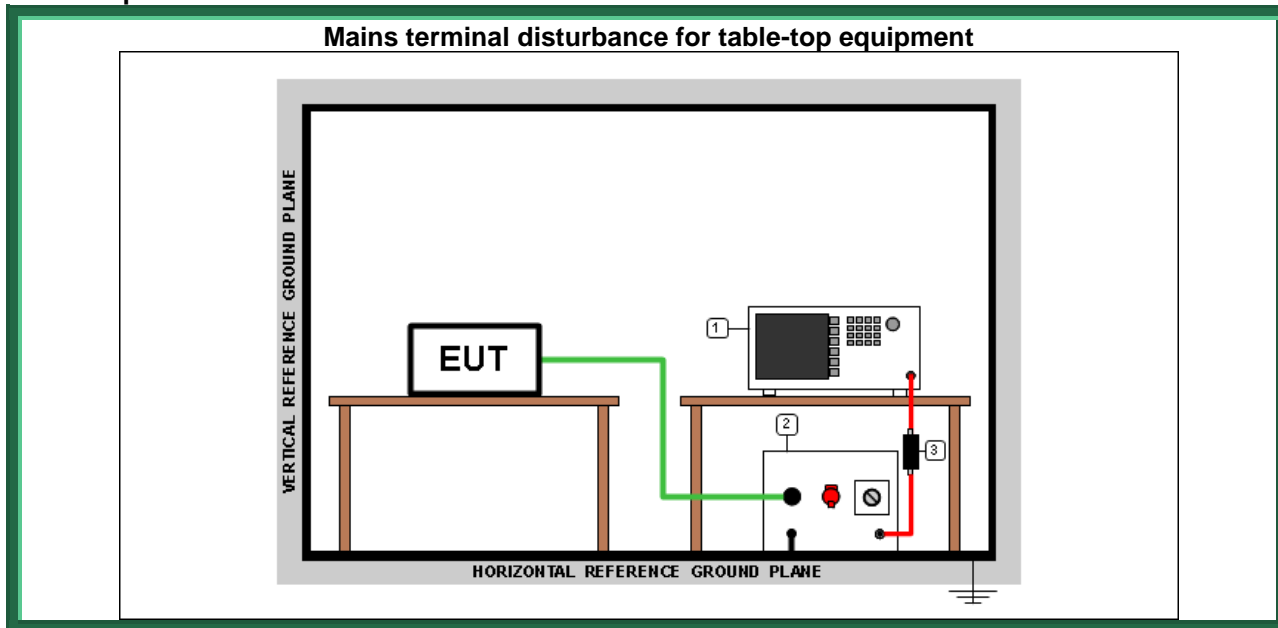 Mains terminal disturbance for table-top equipment
VERTICAL REFERENCE GROUND PLANE
EUT
1
2
3
HORIZONTAL REFERENCE GROUND PLANE